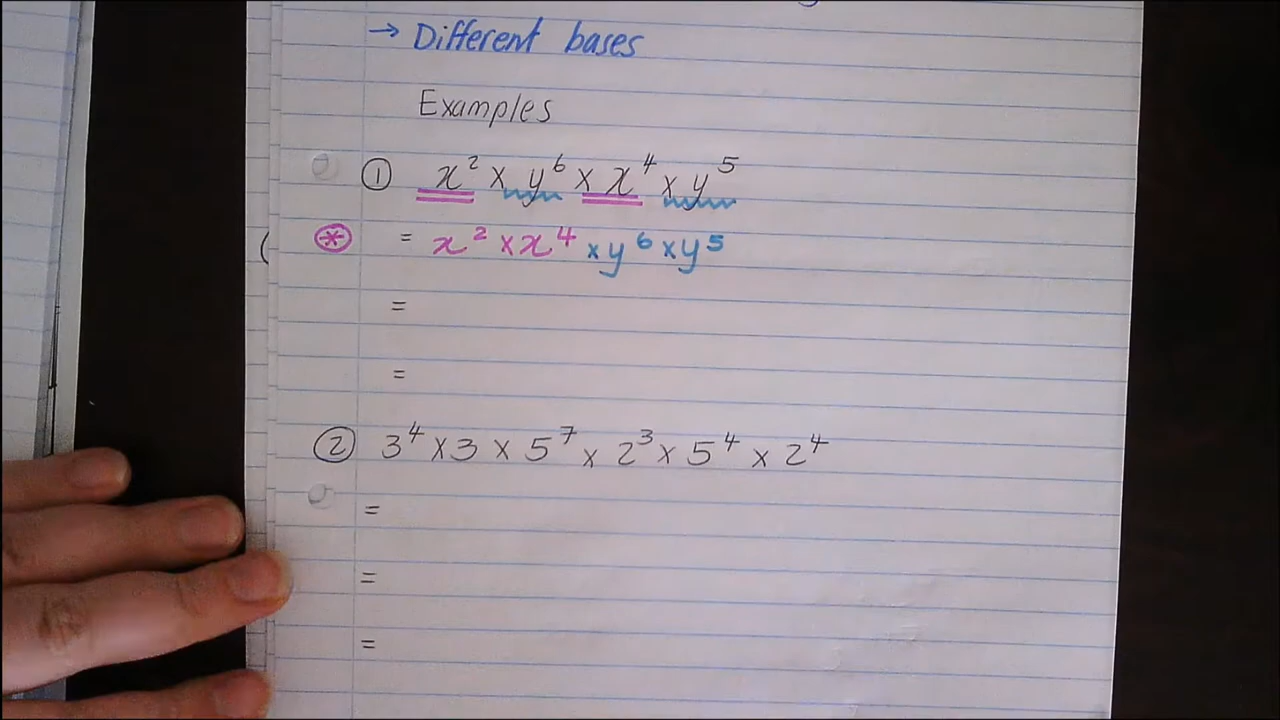 → Different bases
Examples
① x² × y⁶ × x⁴ × y⁵
⊛ = x² × x⁴ × y⁶ × y⁵
=
=
② 3⁴ × 3 × 5⁷ × 2³ × 5⁴ × 2⁴
=
=
=